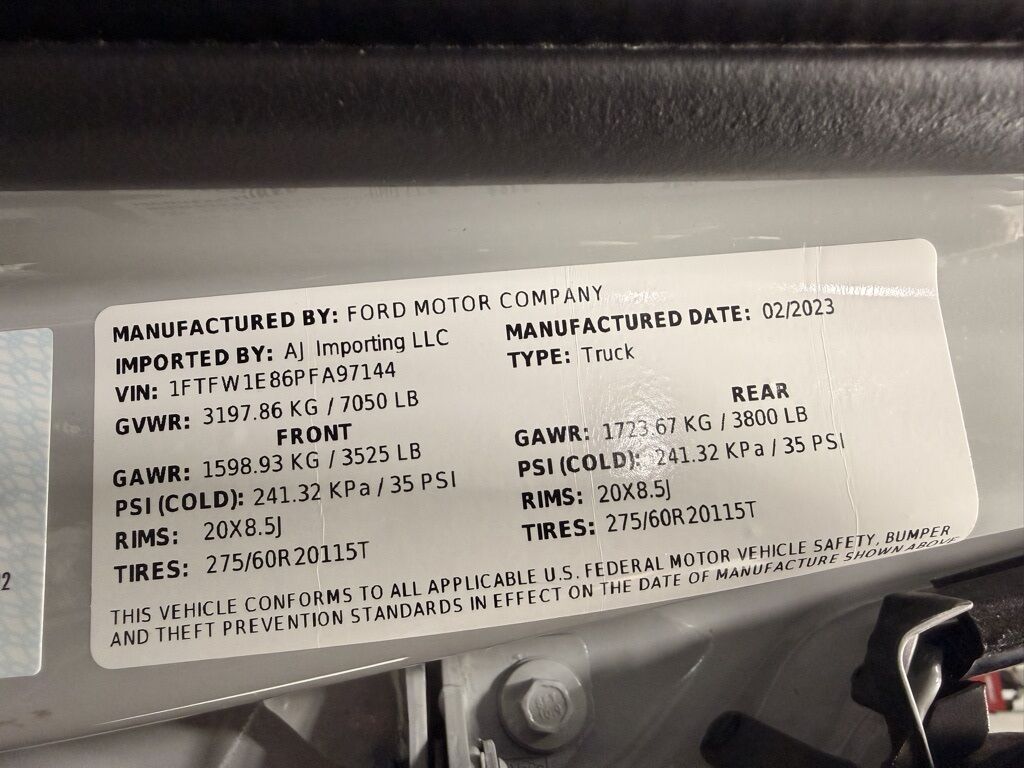 MANUFACTURED BY: FORD MOTOR COMPANY
IMPORTED BY: AJ Importing LLC
MANUFACTURED DATE: 02/2023
VIN: 1FTFW1E86PFA97144
TYPE: Truck
GVWR: 3197.86 KG / 7050 LB
FRONT
GAWR: 1598.93 KG / 3525 LB
PSI (COLD): 241.32 KPa / 35 PSI
RIMS: 20X8.5J
TIRES: 275/60R20115T
REAR
GAWR: 1723.67 KG / 3800 LB
PSI (COLD): 241.32 KPa / 35 PSI
RIMS: 20X8.5J
TIRES: 275/60R20115T
THIS VEHICLE CONFORMS TO ALL APPLICABLE U.S. FEDERAL MOTOR VEHICLE SAFETY, BUMPER
AND THEFT PREVENTION STANDARDS IN EFFECT ON THE DATE OF MANUFACTURE SHOWN ABOVE